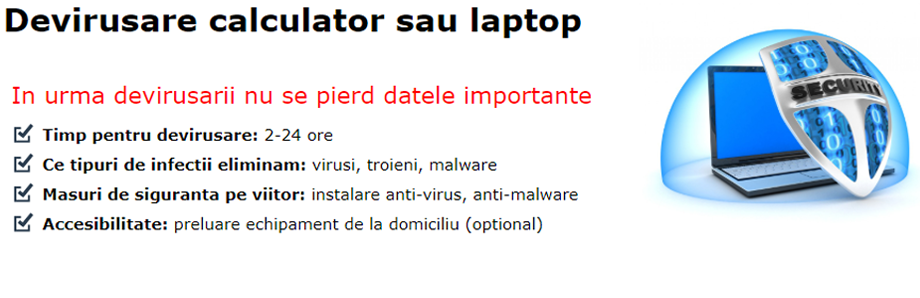 Devirusare calculator sau laptop
In urma devirusarii nu se pierd datele importante
Timp pentru devirusare: 2-24 ore
Ce tipuri de infectii eliminam: virusi, troieni, malware
Masuri de siguranta pe viitor: instalare anti-virus, anti-malware
Accesibilitate: preluare echipament de la domiciliu (optional)
SECURITY